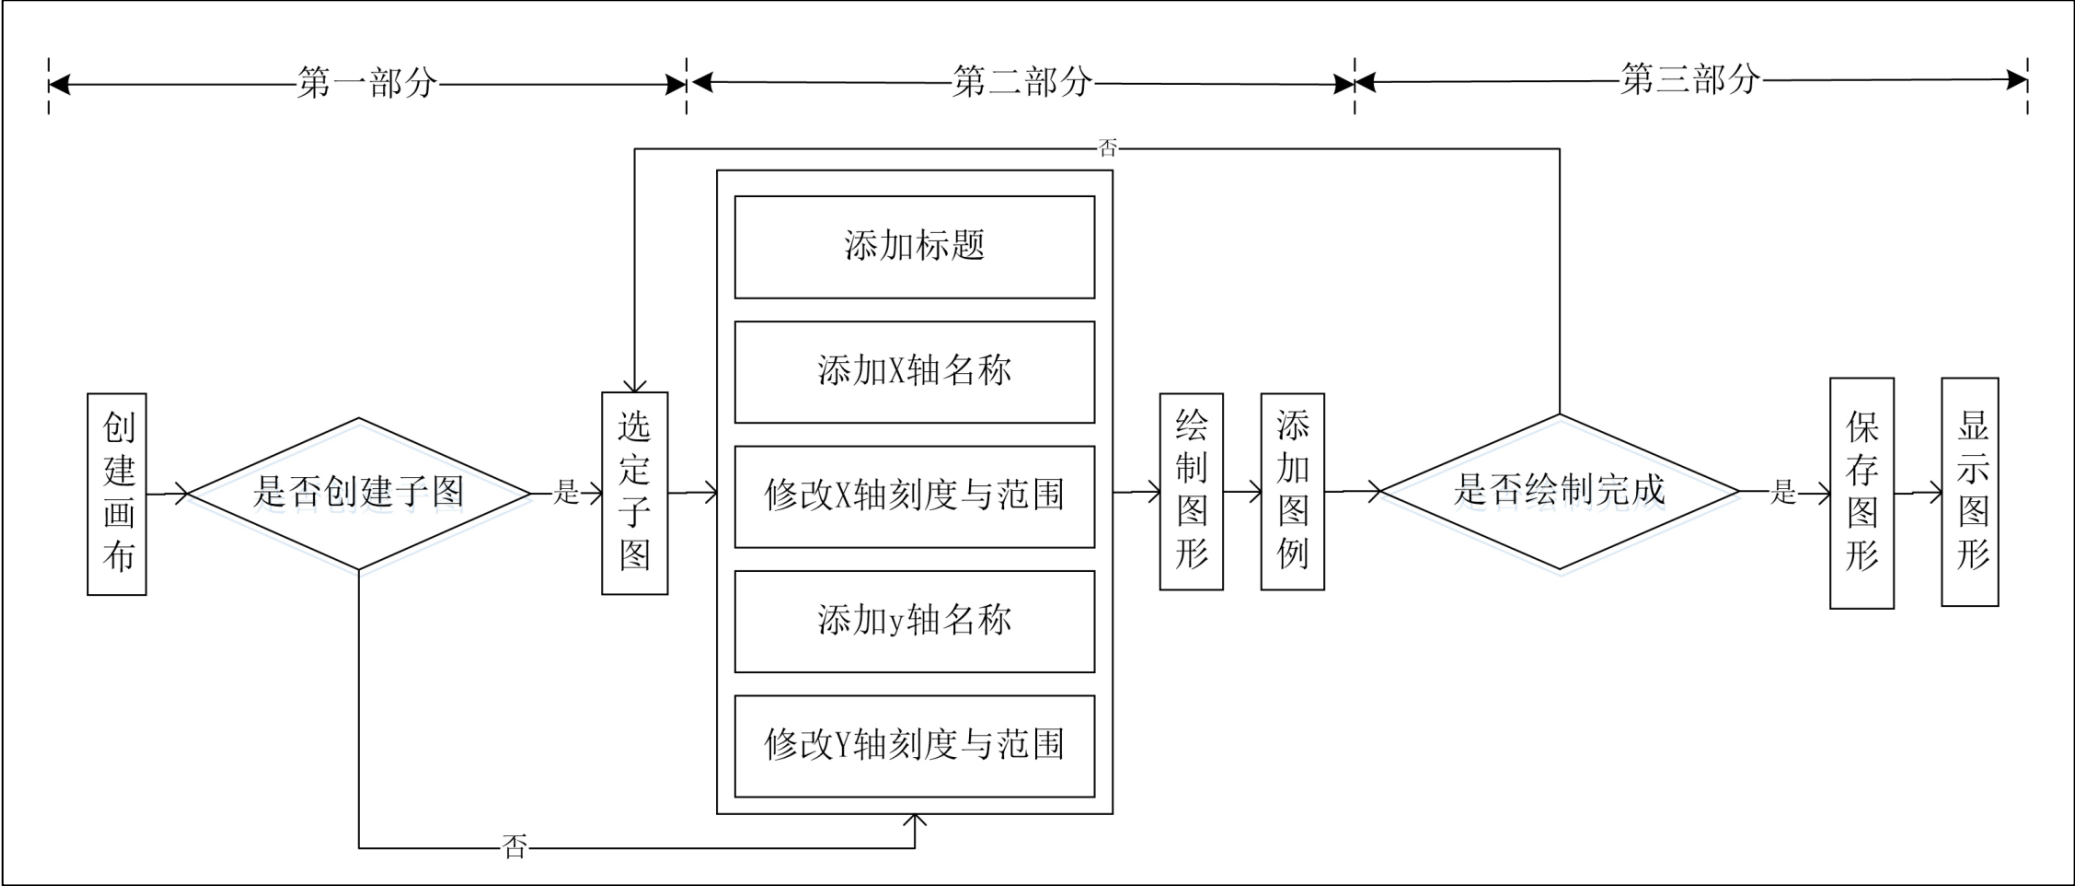 第一部分
第二部分
第三部分
否
创建画布
是否创建子图
是
选定子图
添加标题
添加X轴名称
修改X轴刻度与范围
添加y轴名称
修改Y轴刻度与范围
绘制图形
添加图例
是否绘制完成
是
保存图形
显示图形
否